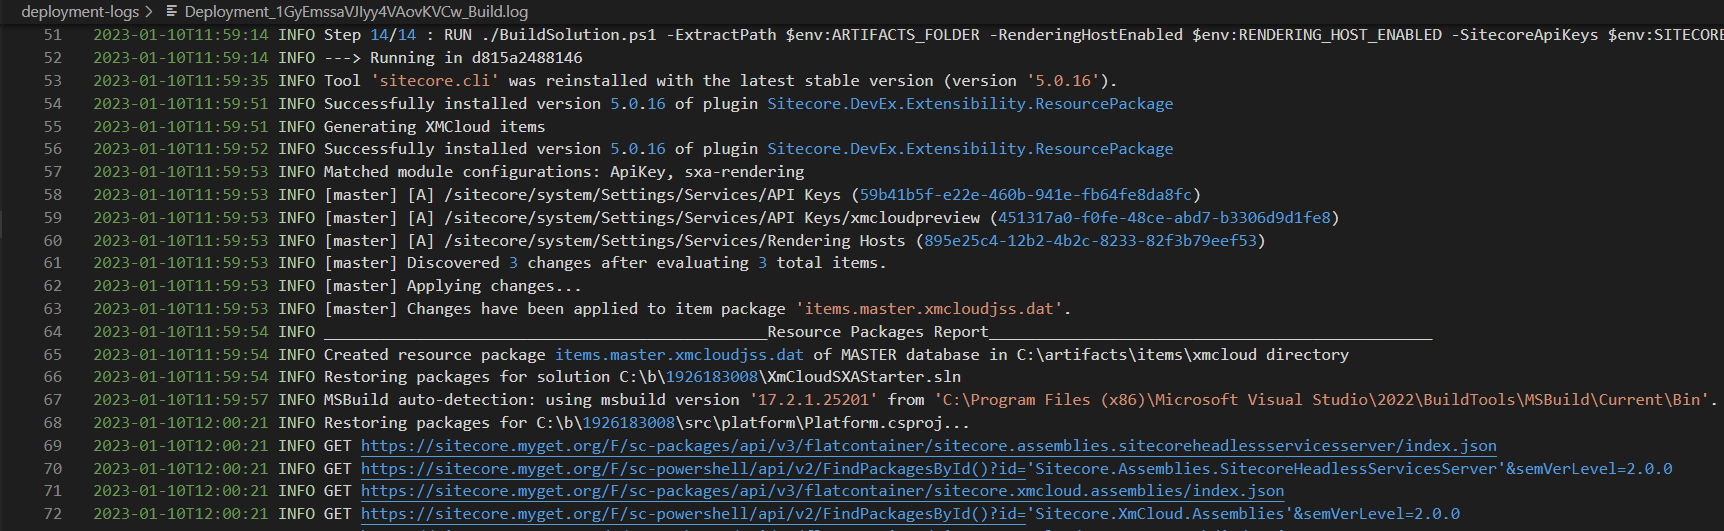 deployment-logs > Deployment_1GyEmssaVJIyy4VAovKVCw_Build.log
51 2023-01-10T11:59:14 INFO Step 14/14 : RUN ./BuildSolution.ps1 -ExtractPath $env:ARTIFACTS_FOLDER -RenderingHostEnabled $env:RENDERING_HOST_ENABLED -SitecoreApiKeys $env:SITECORE
52 2023-01-10T11:59:14 INFO ---> Running in d815a2488146
53 2023-01-10T11:59:35 INFO Tool 'sitecore.cli' was reinstalled with the latest stable version (version '5.0.16').
54 2023-01-10T11:59:51 INFO Successfully installed version 5.0.16 of plugin Sitecore.DevEx.Extensibility.ResourcePackage
55 2023-01-10T11:59:51 INFO Generating XMCloud items
56 2023-01-10T11:59:52 INFO Successfully installed version 5.0.16 of plugin Sitecore.DevEx.Extensibility.ResourcePackage
57 2023-01-10T11:59:53 INFO Matched module configurations: ApiKey, sxa-rendering
58 2023-01-10T11:59:53 INFO [master] [A] /sitecore/system/Settings/Services/API Keys (59b41b5f-e22e-460b-941e-fb64fe8da8fc)
59 2023-01-10T11:59:53 INFO [master] [A] /sitecore/system/Settings/Services/API Keys/xmcloudpreview (451317a0-f0fe-48ce-abd7-b3306d9d1fe8)
60 2023-01-10T11:59:53 INFO [master] [A] /sitecore/system/Settings/Services/Rendering Hosts (895e25c4-12b2-4b2c-8233-82f3b79eef53)
61 2023-01-10T11:59:53 INFO [master] Discovered 3 changes after evaluating 3 total items.
62 2023-01-10T11:59:53 INFO [master] Applying changes...
63 2023-01-10T11:59:53 INFO [master] Changes have been applied to item package 'items.master.xmcloudjss.dat'.
64 2023-01-10T11:59:54 INFO ________________________________________________Resource Packages Report________________________________________________
65 2023-01-10T11:59:54 INFO Created resource package items.master.xmcloudjss.dat of MASTER database in C:\artifacts\items\xmcloud directory
66 2023-01-10T11:59:54 INFO Restoring packages for solution C:\b\1926183008\XmCloudSXAStarter.sln
67 2023-01-10T11:59:57 INFO MSBuild auto-detection: using msbuild version '17.2.1.25201' from 'C:\Program Files (x86)\Microsoft Visual Studio\2022\BuildTools\MSBuild\Current\Bin'.
68 2023-01-10T12:00:21 INFO Restoring packages for C:\b\1926183008\src\platform\Platform.csproj...
69 2023-01-10T12:00:21 INFO GET https://sitecore.myget.org/F/sc-packages/api/v3/flatcontainer/sitecore.assemblies.sitecoreheadlessservicesserver/index.json
70 2023-01-10T12:00:21 INFO GET https://sitecore.myget.org/F/sc-powershell/api/v2/FindPackagesById()?id='Sitecore.Assemblies.SitecoreHeadlessServicesServer'&semVerLevel=2.0.0
71 2023-01-10T12:00:21 INFO GET https://sitecore.myget.org/F/sc-packages/api/v3/flatcontainer/sitecore.xmcloud.assemblies/index.json
72 2023-01-10T12:00:21 INFO GET https://sitecore.myget.org/F/sc-powershell/api/v2/FindPackagesById()?id='Sitecore.XmCloud.Assemblies'&semVerLevel=2.0.0